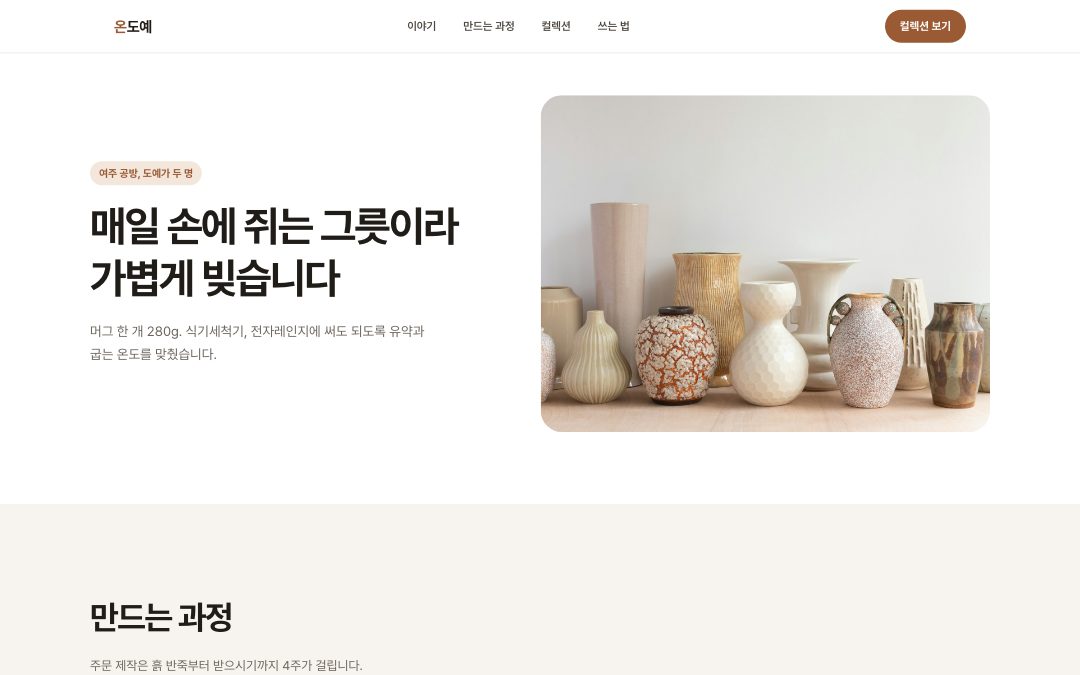 온도예
이야기
만드는 과정
컬렉션
쓰는 법
컬렉션 보기
여주 공방, 도예가 두 명
매일 손에 쥐는 그릇이라
가볍게 빚습니다
머그 한 개 280g. 식기세척기, 전자레인지에 써도 되도록 유약과
굽는 온도를 맞췄습니다.
만드는 과정
주문 제작은 흙 반죽부터 받으시기까지 4주가 걸립니다.